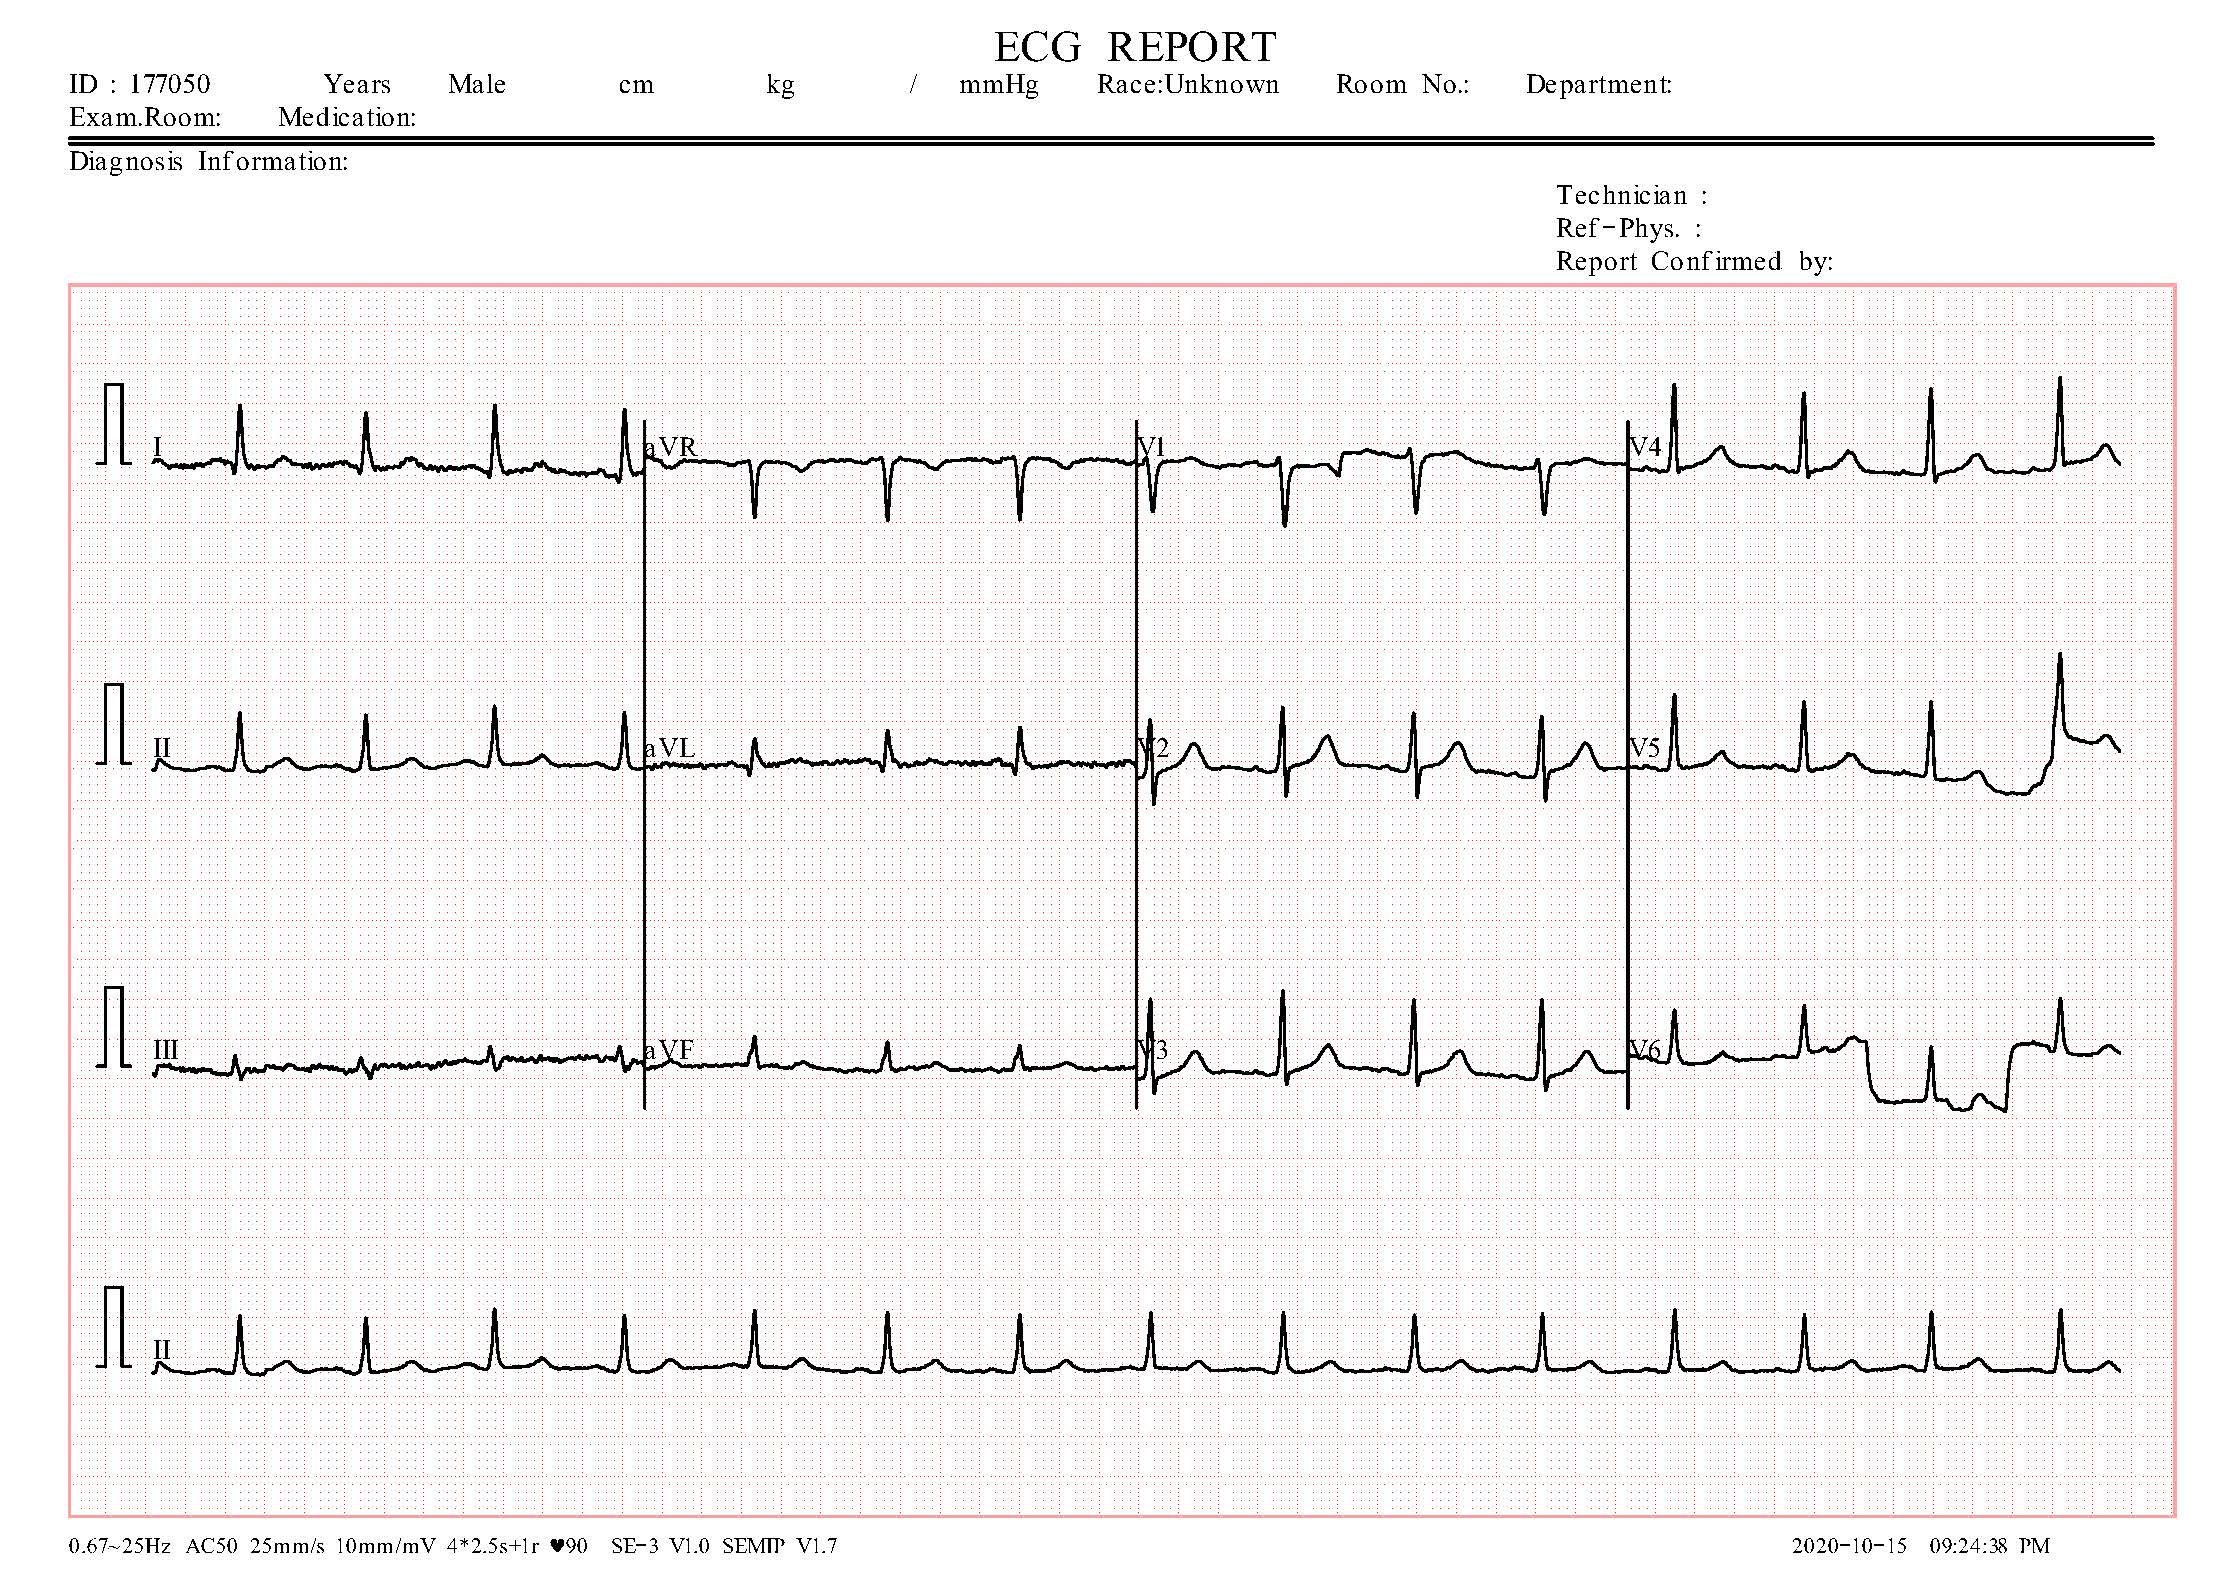 ECG REPORT
ID : 177050 Years Male cm kg / mmHg Race:Unknown Room No.: Department:
Exam.Room: Medication:
Diagnosis Information:
Technician :
Ref-Phys. :
Report Confirmed by:
I aVR V1 V4
II aVL V2 V5
III aVF V3 V6
II
0.67~25Hz AC50 25mm/s 10mm/mV 4*2.5s+1r ♥90 SE-3 V1.0 SEMIP V1.7 2020-10-15 09:24:38 PM